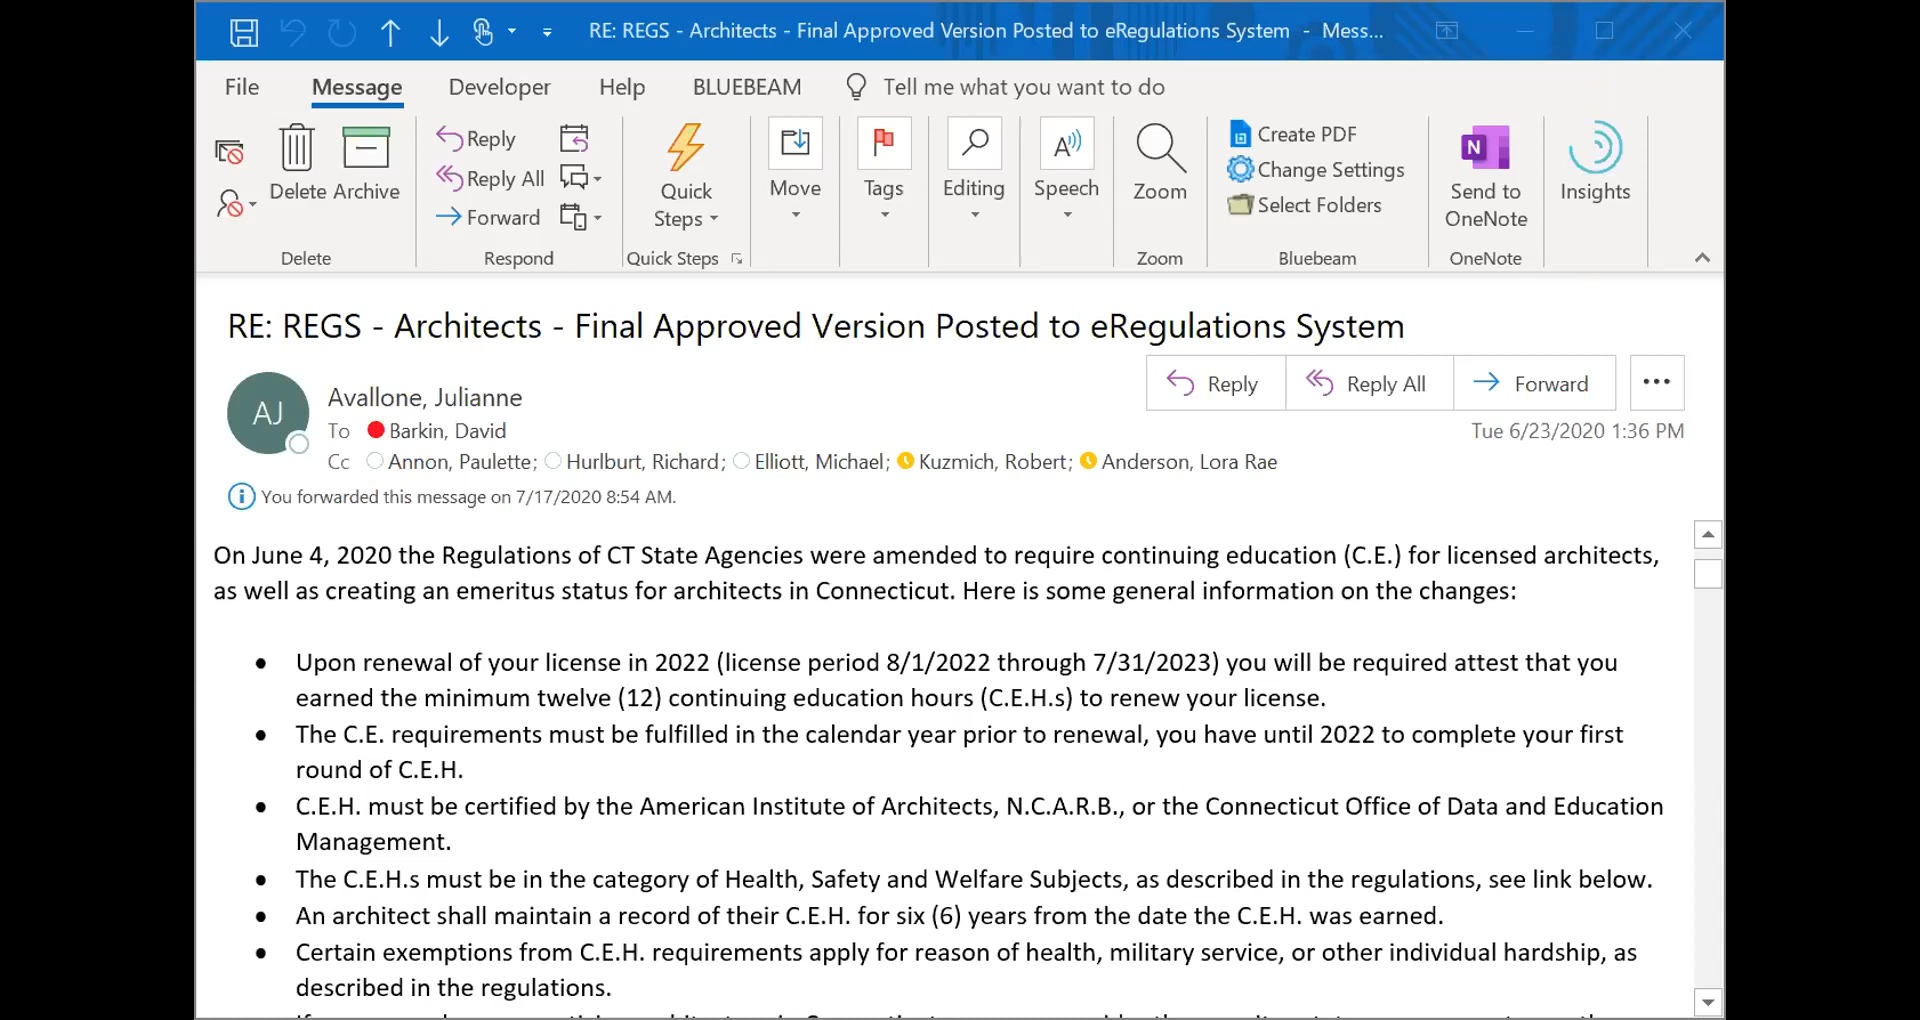 RE: REGS - Architects - Final Approved Version Posted to eRegulations System - Mess...
File Message Developer Help BLUEBEAM Tell me what you want to do
Delete Archive
Reply
Reply All
Forward
Quick
Steps
Move
Tags
Editing
Speech
Zoom
Create PDF
Change Settings
Select Folders
N
Send to
OneNote
Insights
Delete Respond Quick Steps Zoom Bluebeam OneNote
RE: REGS - Architects - Final Approved Version Posted to eRegulations System
Reply Reply All Forward ...
AJ
Avallone, Julianne
To Barkin, David
Tue 6/23/2020 1:36 PM
Cc Annon, Paulette; Hurlburt, Richard; Elliott, Michael; Kuzmich, Robert; Anderson, Lora Rae
You forwarded this message on 7/17/2020 8:54 AM.
On June 4, 2020 the Regulations of CT State Agencies were amended to require continuing education (C.E.) for licensed architects,
as well as creating an emeritus status for architects in Connecticut. Here is some general information on the changes:
• Upon renewal of your license in 2022 (license period 8/1/2022 through 7/31/2023) you will be required attest that you
earned the minimum twelve (12) continuing education hours (C.E.H.s) to renew your license.
• The C.E. requirements must be fulfilled in the calendar year prior to renewal, you have until 2022 to complete your first
round of C.E.H.
• C.E.H. must be certified by the American Institute of Architects, N.C.A.R.B., or the Connecticut Office of Data and Education
Management.
• The C.E.H.s must be in the category of Health, Safety and Welfare Subjects, as described in the regulations, see link below.
• An architect shall maintain a record of their C.E.H. for six (6) years from the date the C.E.H. was earned.
• Certain exemptions from C.E.H. requirements apply for reason of health, military service, or other individual hardship, as
described in the regulations.